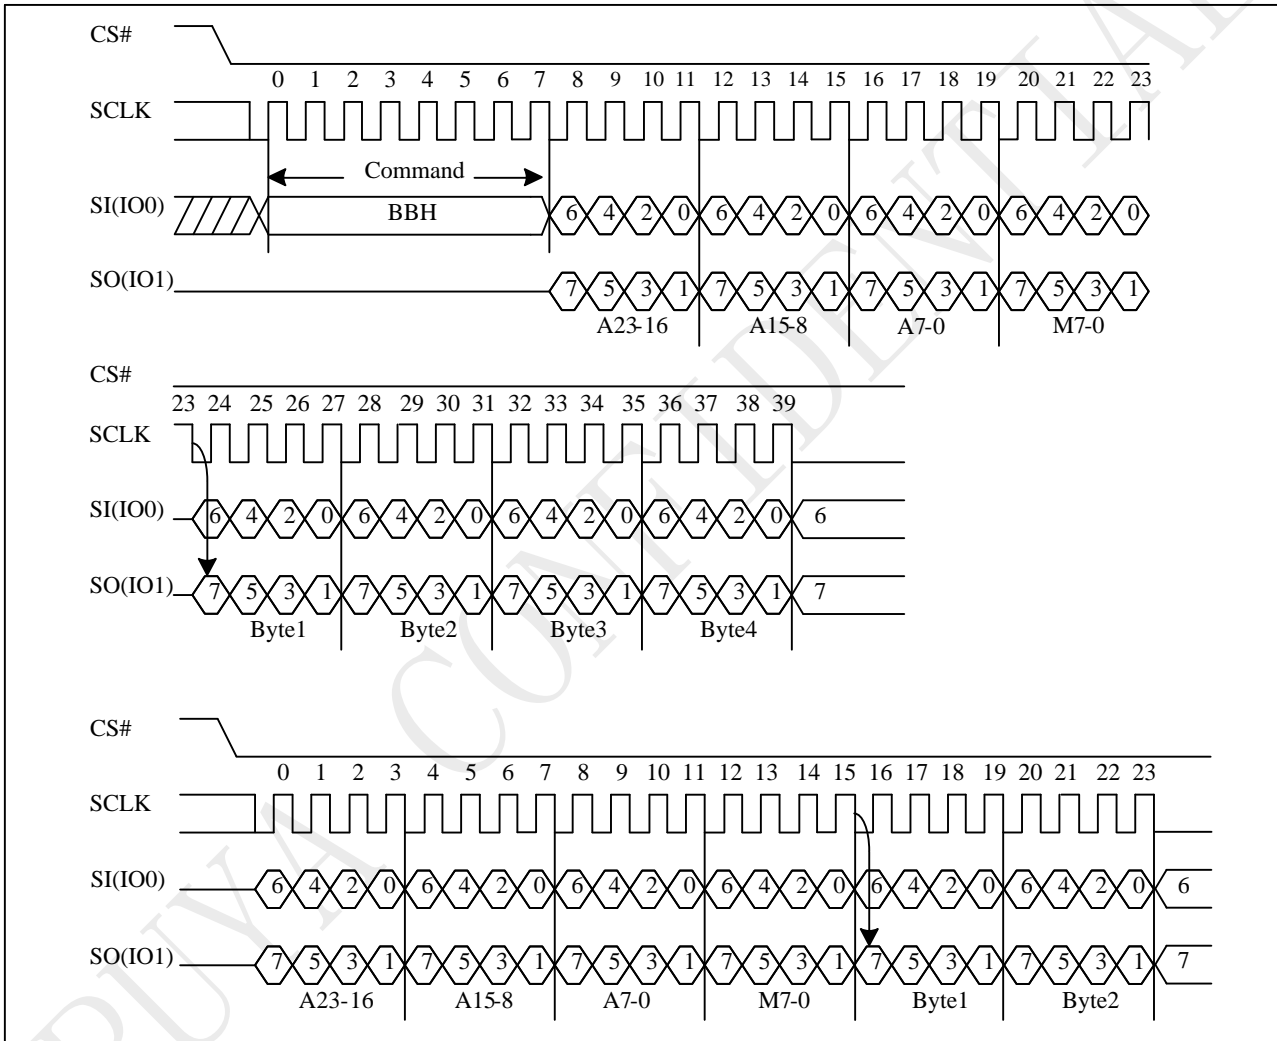 CS#
0 1 2 3 4 5 6 7 8 9 10 11 12 13 14 15 16 17 18 19 20 21 22 23
SCLK
Command
SI(IO0) BBH 6 4 2 0 6 4 2 0 6 4 2 0 6 4 2 0
SO(IO1) 7 5 3 1 7 5 3 1 7 5 3 1 7 5 3 1
A23-16 A15-8 A7-0 M7-0
CS#
23 24 25 26 27 28 29 30 31 32 33 34 35 36 37 38 39
SCLK
SI(IO0) 6 4 2 0 6 4 2 0 6 4 2 0 6 4 2 0 6
SO(IO1) 7 5 3 1 7 5 3 1 7 5 3 1 7 5 3 1 7
Byte1 Byte2 Byte3 Byte4
CS#
0 1 2 3 4 5 6 7 8 9 10 11 12 13 14 15 16 17 18 19 20 21 22 23
SCLK
SI(IO0) 6 4 2 0 6 4 2 0 6 4 2 0 6 4 2 0 6 4 2 0 6 4 2 0 6
SO(IO1) 7 5 3 1 7 5 3 1 7 5 3 1 7 5 3 1 7 5 3 1 7 5 3 1 7
A23-16 A15-8 A7-0 M7-0 Byte1 Byte2
PUYA CONFIDENTIAL